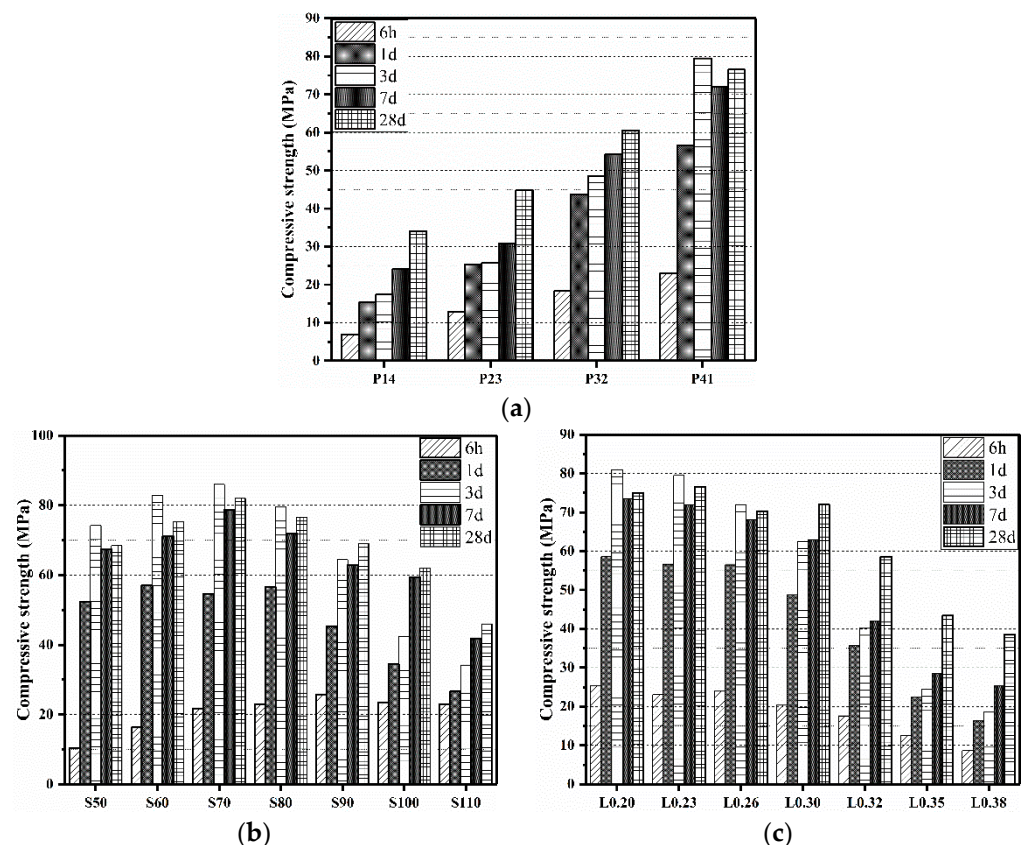 90
80
70
60
50
40
30
20
10
0
Compressive strength (MPa)
6h
1d
3d
7d
28d
P14 P23 P32 P41
(a)
100
80
60
40
20
0
Compressive strength (MPa)
6h
1d
3d
7d
28d
S50 S60 S70 S80 S90 S100 S110
(b)
90
80
70
60
50
40
30
20
10
0
Compressive strength (MPa)
6h
1d
3d
7d
28d
L0.20 L0.23 L0.26 L0.30 L0.32 L0.35 L0.38
(c)